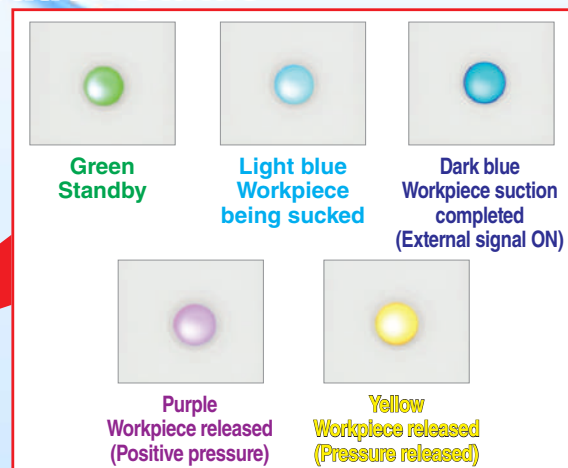 Green
Standby
Light blue
Workpiece
being sucked
Dark blue
Workpiece suction
completed
(External signal ON)
Purple
Workpiece released
(Positive pressure)
Yellow
Workpiece released
(Pressure released)